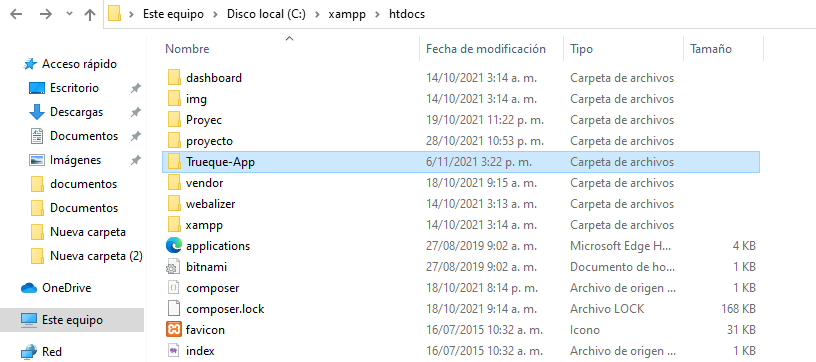 Este equipo > Disco local (C:) > xampp > htdocs
Nombre Fecha de modificación Tipo Tamaño
Acceso rápido
Escritorio
Descargas
Documentos
Imágenes
documentos
Documentos
Nueva carpeta
Nueva carpeta (2)
OneDrive
Este equipo
Red
dashboard 14/10/2021 3:14 a. m. Carpeta de archivos
img 14/10/2021 3:14 a. m. Carpeta de archivos
Proyec 19/10/2021 11:22 p. m. Carpeta de archivos
proyecto 28/10/2021 10:53 p. m. Carpeta de archivos
Trueque-App 6/11/2021 3:22 p. m. Carpeta de archivos
vendor 18/10/2021 9:15 a. m. Carpeta de archivos
webalizer 14/10/2021 3:13 a. m. Carpeta de archivos
xampp 14/10/2021 3:14 a. m. Carpeta de archivos
applications 27/08/2019 9:02 a. m. Microsoft Edge H... 4 KB
bitnami 27/08/2019 9:02 a. m. Documento de ho... 1 KB
composer 18/10/2021 8:14 p. m. Archivo de origen ... 1 KB
composer.lock 18/10/2021 9:14 a. m. Archivo LOCK 168 KB
favicon 16/07/2015 10:32 a. m. Icono 31 KB
index 16/07/2015 10:32 a. m. Archivo de origen ... 1 KB